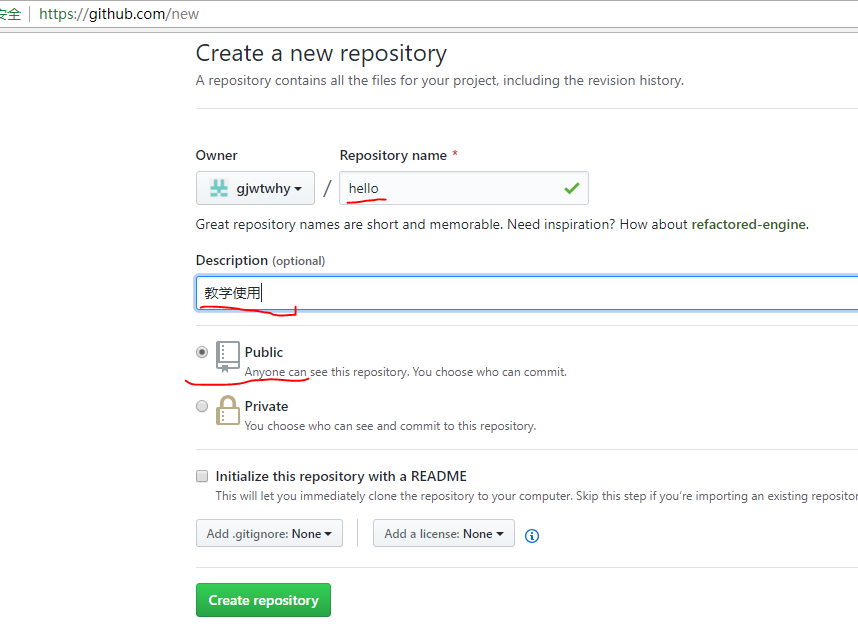 安全 | https://github.com/new
Create a new repository
A repository contains all the files for your project, including the revision history.
Owner Repository name *
gjwtwhy / hello
Great repository names are short and memorable. Need inspiration? How about refactored-engine.
Description (optional)
教学使用
Public
Anyone can see this repository. You choose who can commit.
Private
You choose who can see and commit to this repository.
Initialize this repository with a README
This will let you immediately clone the repository to your computer. Skip this step if you're importing an existing
Add .gitignore: None Add a license: None
Create repository